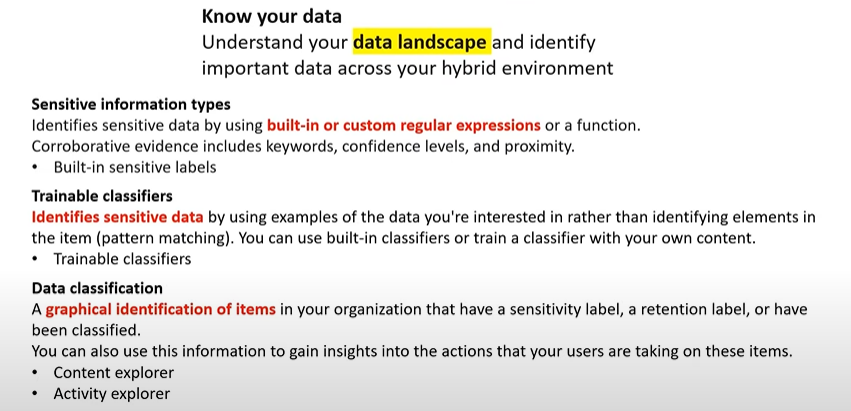 Know your data
Understand your data landscape and identify
important data across your hybrid environment
Sensitive information types
Identifies sensitive data by using built-in or custom regular expressions or a function.
Corroborative evidence includes keywords, confidence levels, and proximity.
• Built-in sensitive labels
Trainable classifiers
Identifies sensitive data by using examples of the data you're interested in rather than identifying elements in
the item (pattern matching). You can use built-in classifiers or train a classifier with your own content.
• Trainable classifiers
Data classification
A graphical identification of items in your organization that have a sensitivity label, a retention label, or have
been classified.
You can also use this information to gain insights into the actions that your users are taking on these items.
• Content explorer
• Activity explorer